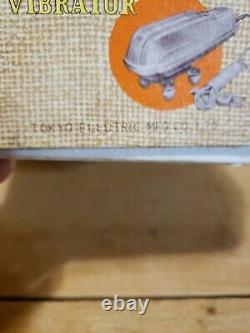 VIBRATOR
TOKYO ELECTRIC MFG. CO. LTD